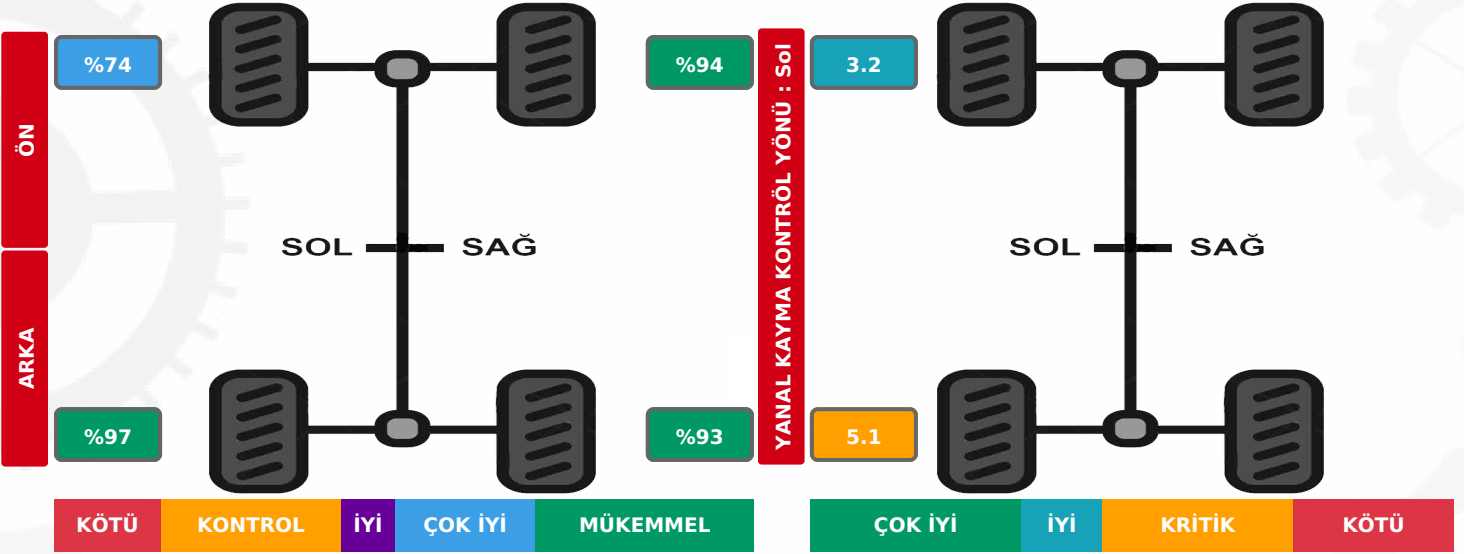 ÖN
%74
%94
SOL
SAĞ
ARKA
%97
%93
KÖTÜ
KONTROL
İYİ
ÇOK İYİ
MÜKEMMEL
YANAL KAYMA KONTRÖL YÖNÜ : Sol
3.2
SOL
SAĞ
5.1
ÇOK İYİ
İYİ
KRİTİK
KÖTÜ